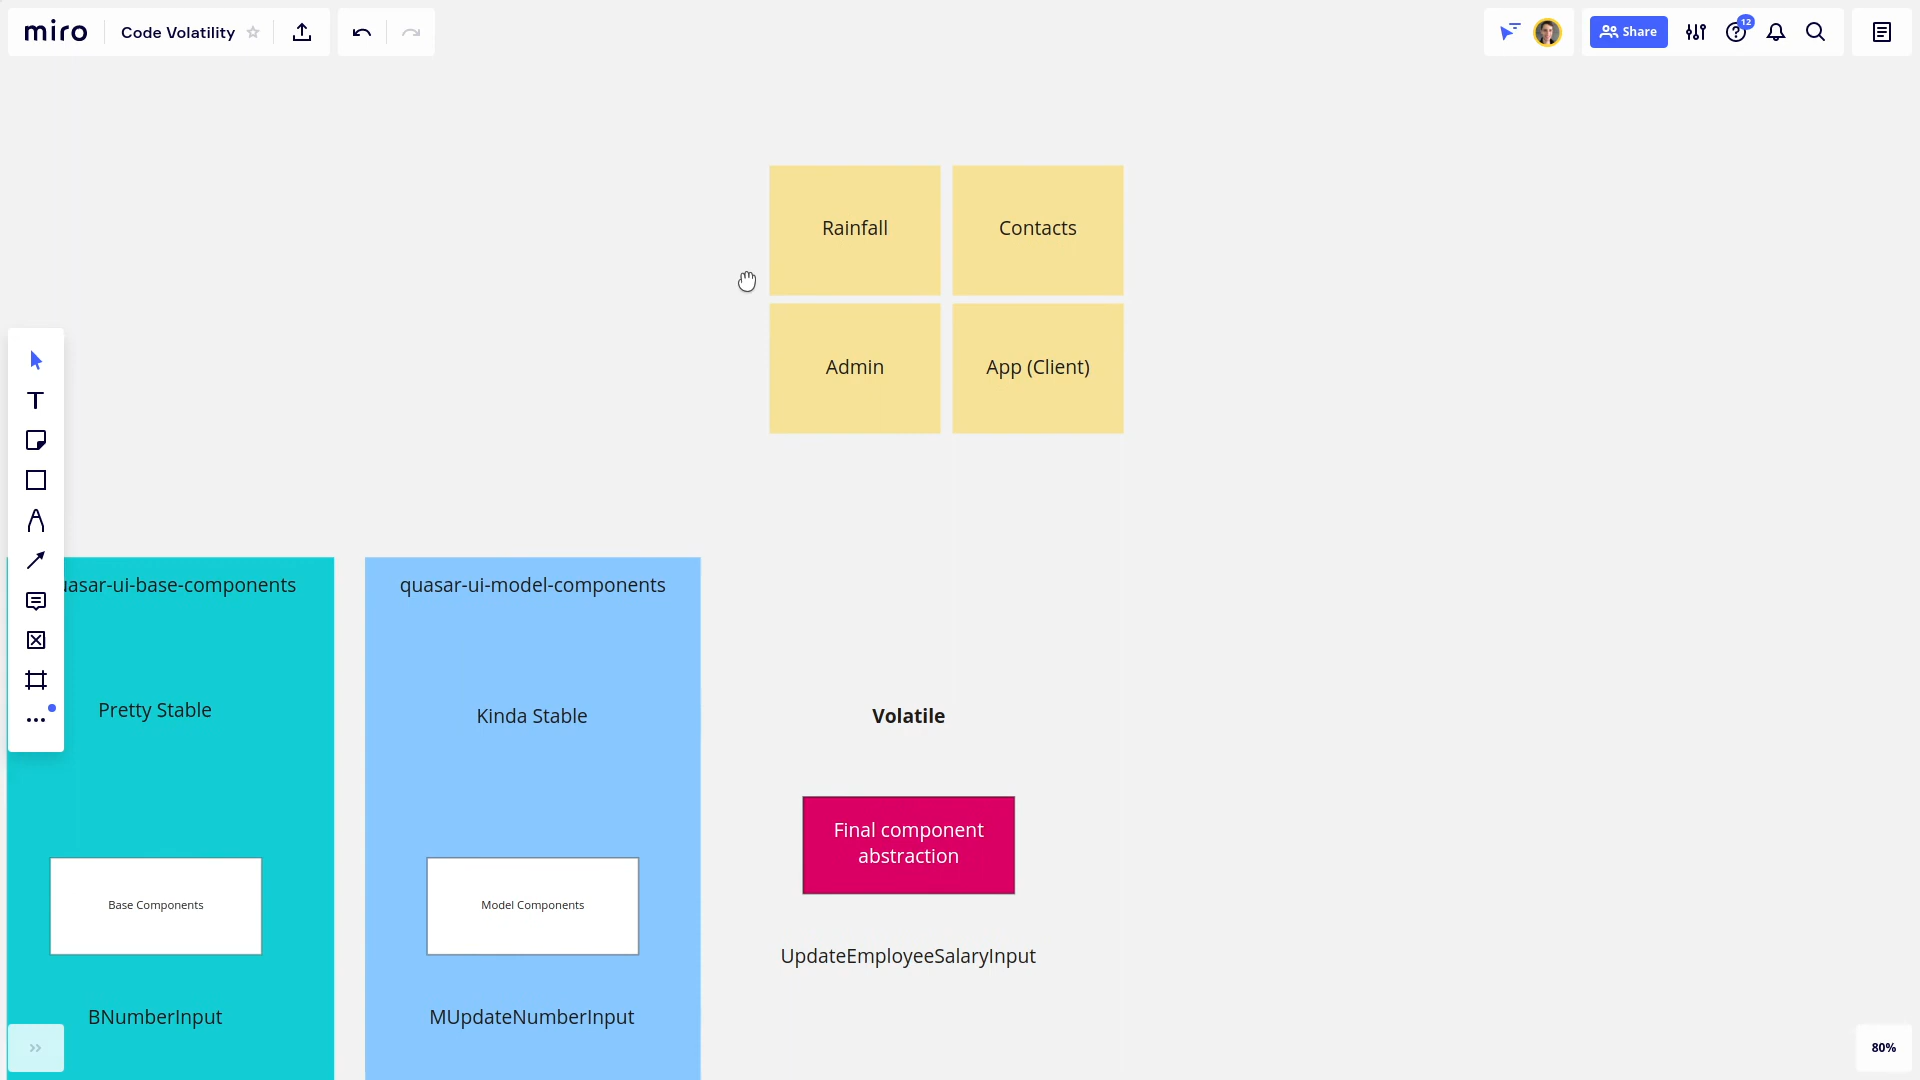 miro
Code Volatility
Share
12
Rainfall
Contacts
Admin
App (Client)
uasar-ui-base-components
quasar-ui-model-components
Pretty Stable
Kinda Stable
Volatile
Final component
abstraction
Base Components
Model Components
UpdateEmployeeSalaryInput
BNumberInput
MUpdateNumberInput
80%